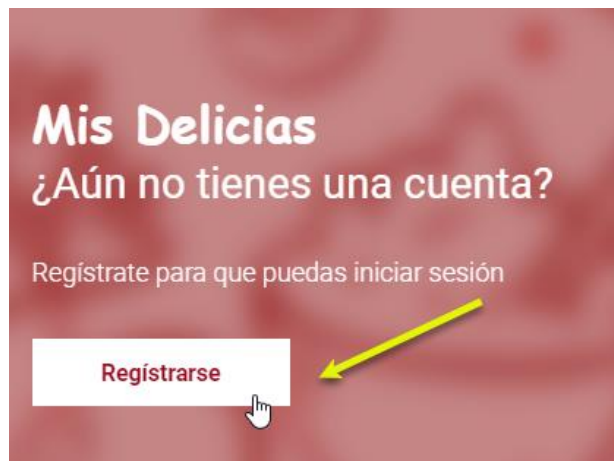 Mis Delicias
¿Aún no tienes una cuenta?
Regístrate para que puedas iniciar sesión
Regístrarse